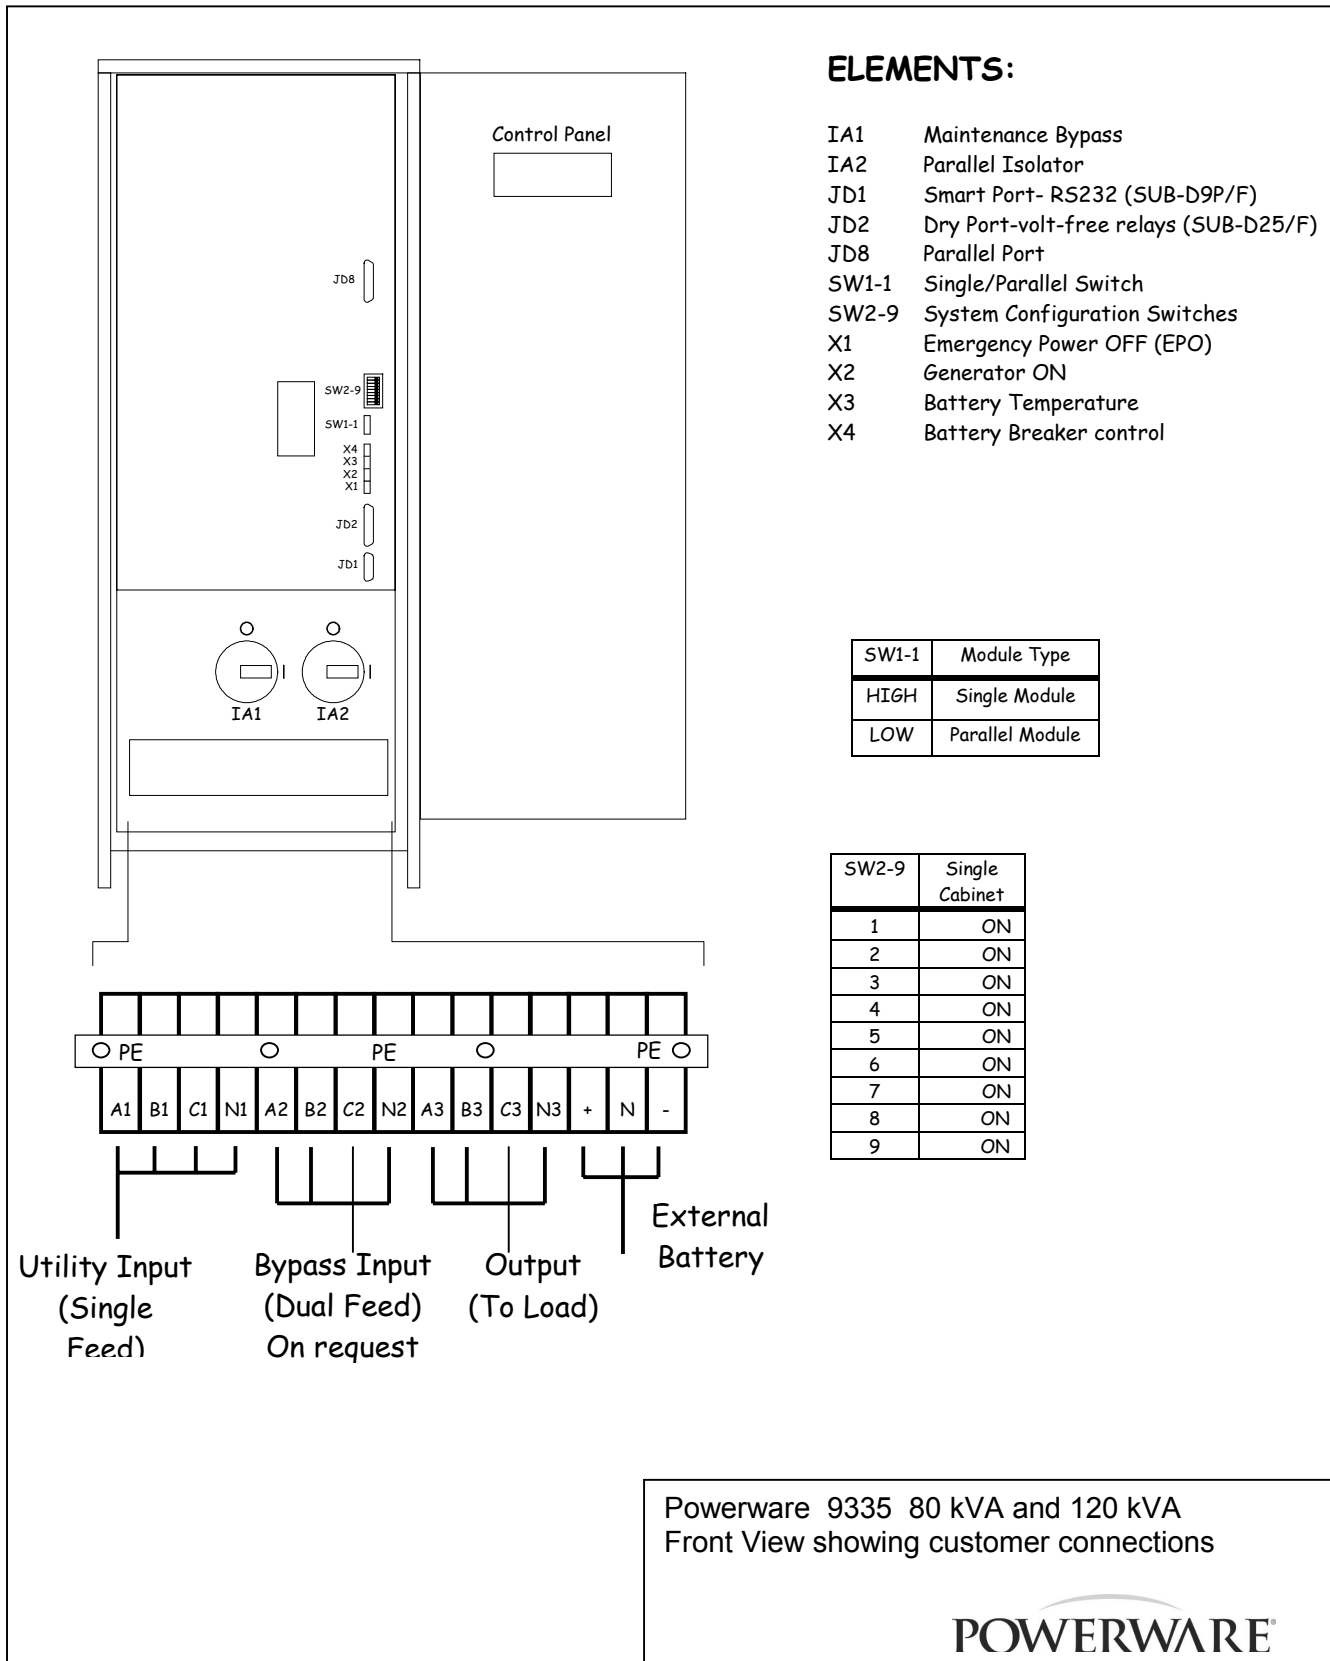 Control Panel
JD8
SW2-9
SW1-1
X4
X3
X2
X1
JD2
JD1
IA1 IA2
ELEMENTS:
IA1 Maintenance Bypass
IA2 Parallel Isolator
JD1 Smart Port- RS232 (SUB-D9P/F)
JD2 Dry Port-volt-free relays (SUB-D25/F)
JD8 Parallel Port
SW1-1 Single/Parallel Switch
SW2-9 System Configuration Switches
X1 Emergency Power OFF (EPO)
X2 Generator ON
X3 Battery Temperature
X4 Battery Breaker control
SW1-1 Module Type
HIGH Single Module
LOW Parallel Module
SW2-9 Single
Cabinet
1 ON
2 ON
3 ON
4 ON
5 ON
6 ON
7 ON
8 ON
9 ON
PE PE PE
A1 B1 C1 N1 A2 B2 C2 N2 A3 B3 C3 N3 + N -
Utility Input
(Single
Feed)
Bypass Input
(Dual Feed)
On request
Output
(To Load)
External
Battery
Powerware 9335 80 kVA and 120 kVA
Front View showing customer connections
POWERWARE®